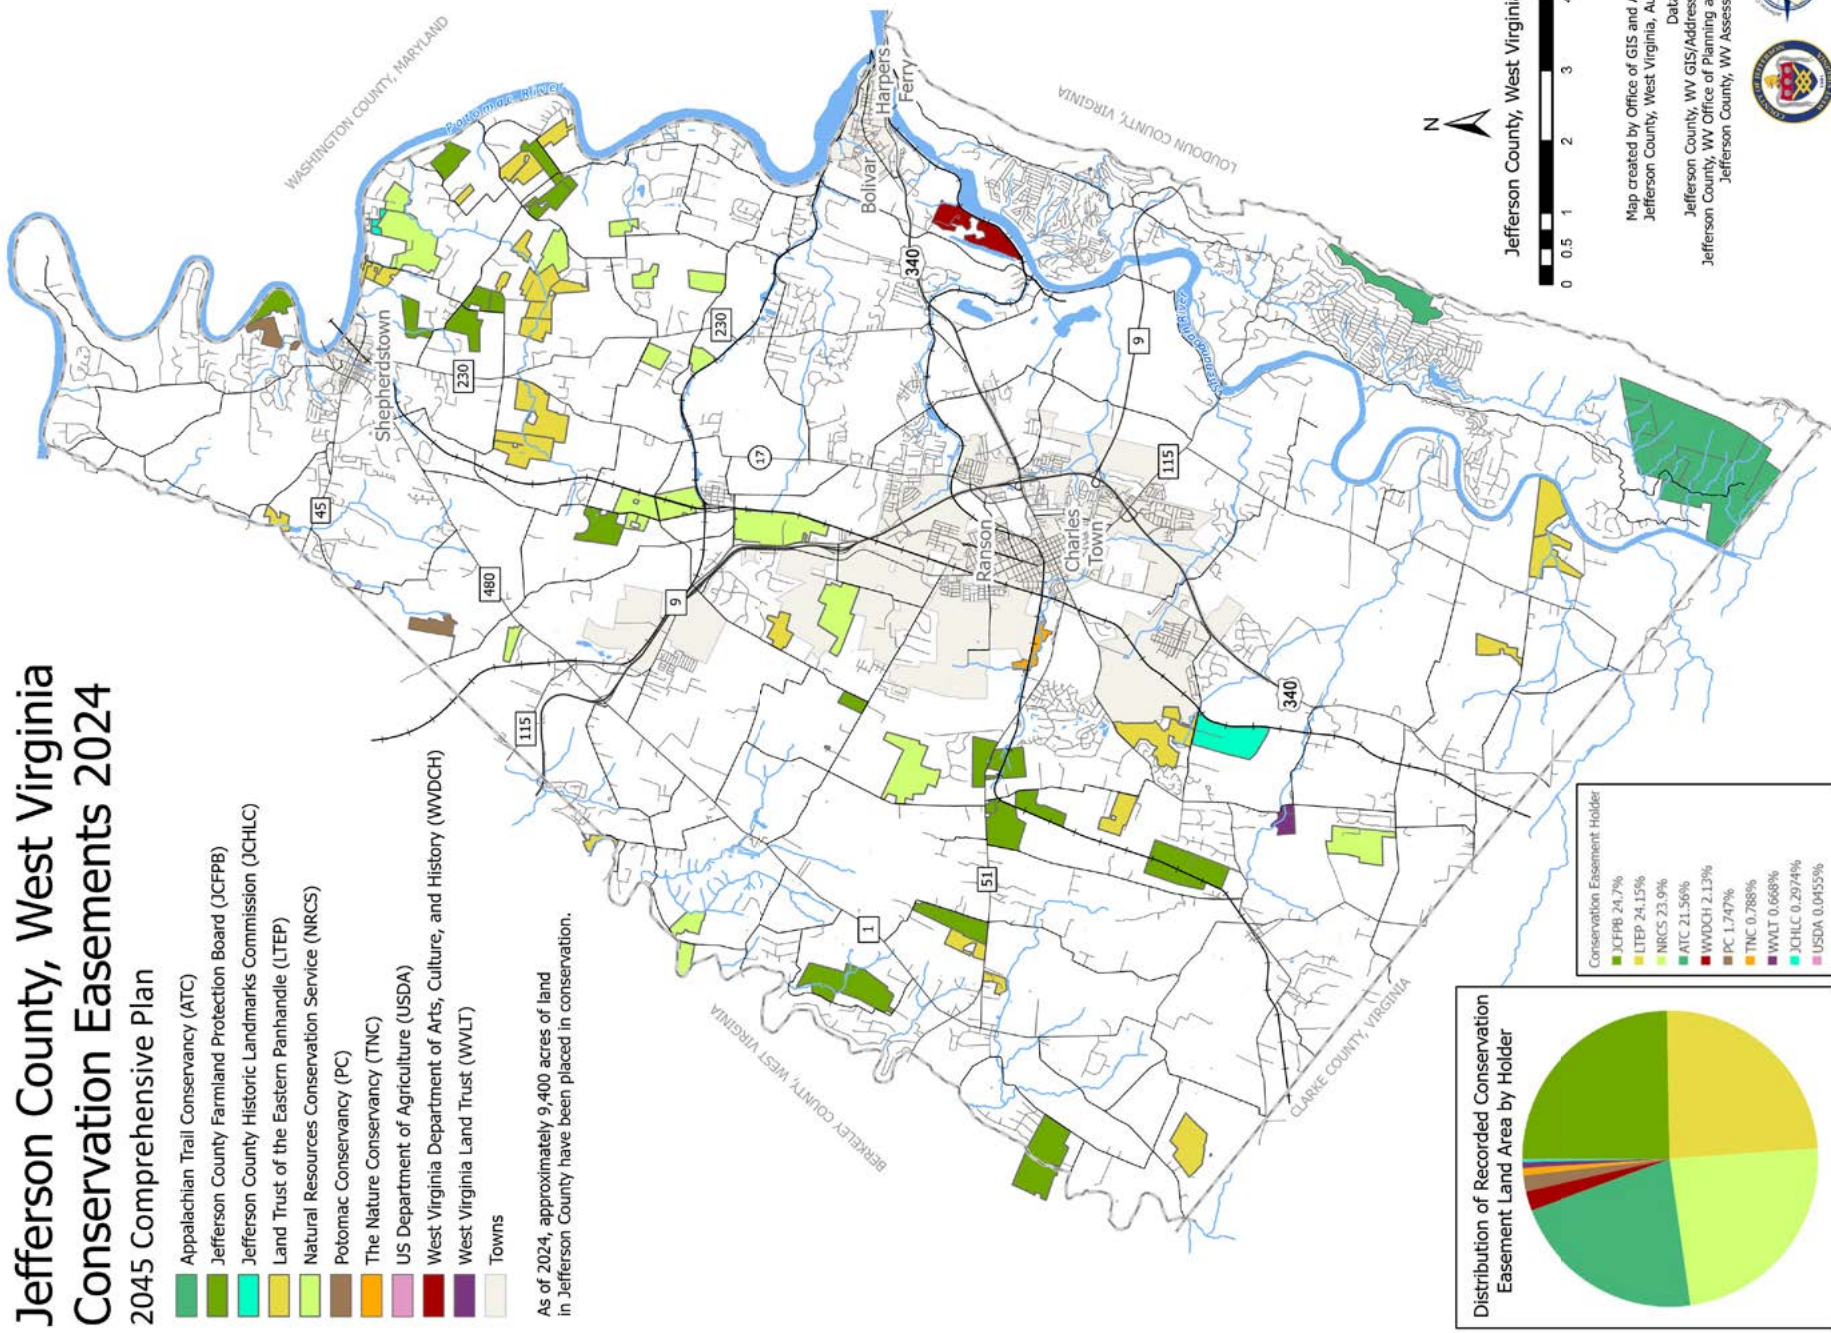 Jefferson County, West Virginia
Conservation Easements 2024
2045 Comprehensive Plan
Appalachian Trail Conservancy (ATC)
Jefferson County Farmland Protection Board (JCFPB)
Jefferson County Historic Landmarks Commission (JCHLC)
Land Trust of the Eastern Panhandle (LTEP)
Natural Resources Conservation Service (NRCS)
Potomac Conservancy (PC)
The Nature Conservancy (TNC)
US Department of Agriculture (USDA)
West Virginia Department of Arts, Culture, and History (WVDCH)
West Virginia Land Trust (WVLT)
Towns
As of 2024, approximately 9,400 acres of land
in Jefferson County have been placed in conservation.
WASHINGTON COUNTY, MARYLAND
Potomac River
Shepherdstown
45
480
230
230
17
9
115
Harpers
Ferry
Bolivar
340
LOUDOUN COUNTY, VIRGINIA
9
Shenandoah River
115
Ranson
Charles
Town
340
51
1
BERKELEY COUNTY, WEST VIRGINIA
CLARKE COUNTY, VIRGINIA
Distribution of Recorded Conservation
Easement Land Area by Holder
Conservation Easement Holder
JCFPB 24.7%
LTEP 24.15%
NRCS 23.9%
ATC 21.56%
WVDCH 2.13%
PC 1.747%
TNC 0.788%
WVLT 0.668%
JCHLC 0.2974%
USDA 0.0455%
N
Jefferson County, West Virginia
0 0.5 1 2 3
Map created by Office of GIS and
Jefferson County, West Virginia,
Data
Jefferson County, WV GIS/Address
Jefferson County, WV Office of Planning
Jefferson County, WV Assess